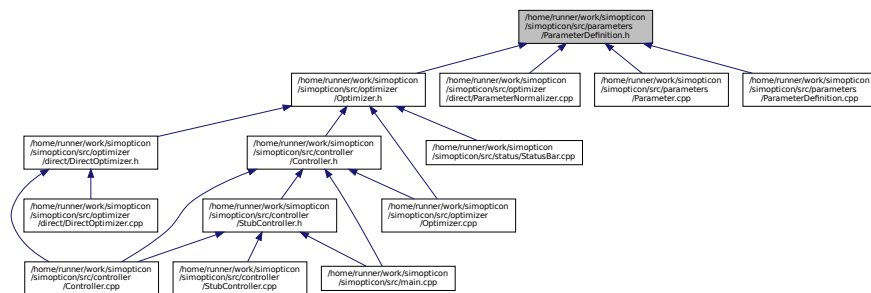 /home/runner/work/simopticon
/simopticon/src/parameters
/ParameterDefinition.h
/home/runner/work/simopticon
/simopticon/src/optimizer
/Optimizer.h
/home/runner/work/simopticon
/simopticon/src/optimizer
/direct/ParameterNormalizer.cpp
/home/runner/work/simopticon
/simopticon/src/parameters
/Parameter.cpp
/home/runner/work/simopticon
/simopticon/src/parameters
/ParameterDefinition.cpp
/home/runner/work/simopticon
/simopticon/src/optimizer
/direct/DirectOptimizer.h
/home/runner/work/simopticon
/simopticon/src/controller
/Controller.h
/home/runner/work/simopticon
/simopticon/src/status/StatusBar.cpp
/home/runner/work/simopticon
/simopticon/src/optimizer
/direct/DirectOptimizer.cpp
/home/runner/work/simopticon
/simopticon/src/controller
/StubController.h
/home/runner/work/simopticon
/simopticon/src/optimizer
/Optimizer.cpp
/home/runner/work/simopticon
/simopticon/src/controller
/Controller.cpp
/home/runner/work/simopticon
/simopticon/src/controller
/StubController.cpp
/home/runner/work/simopticon
/simopticon/src/main.cpp